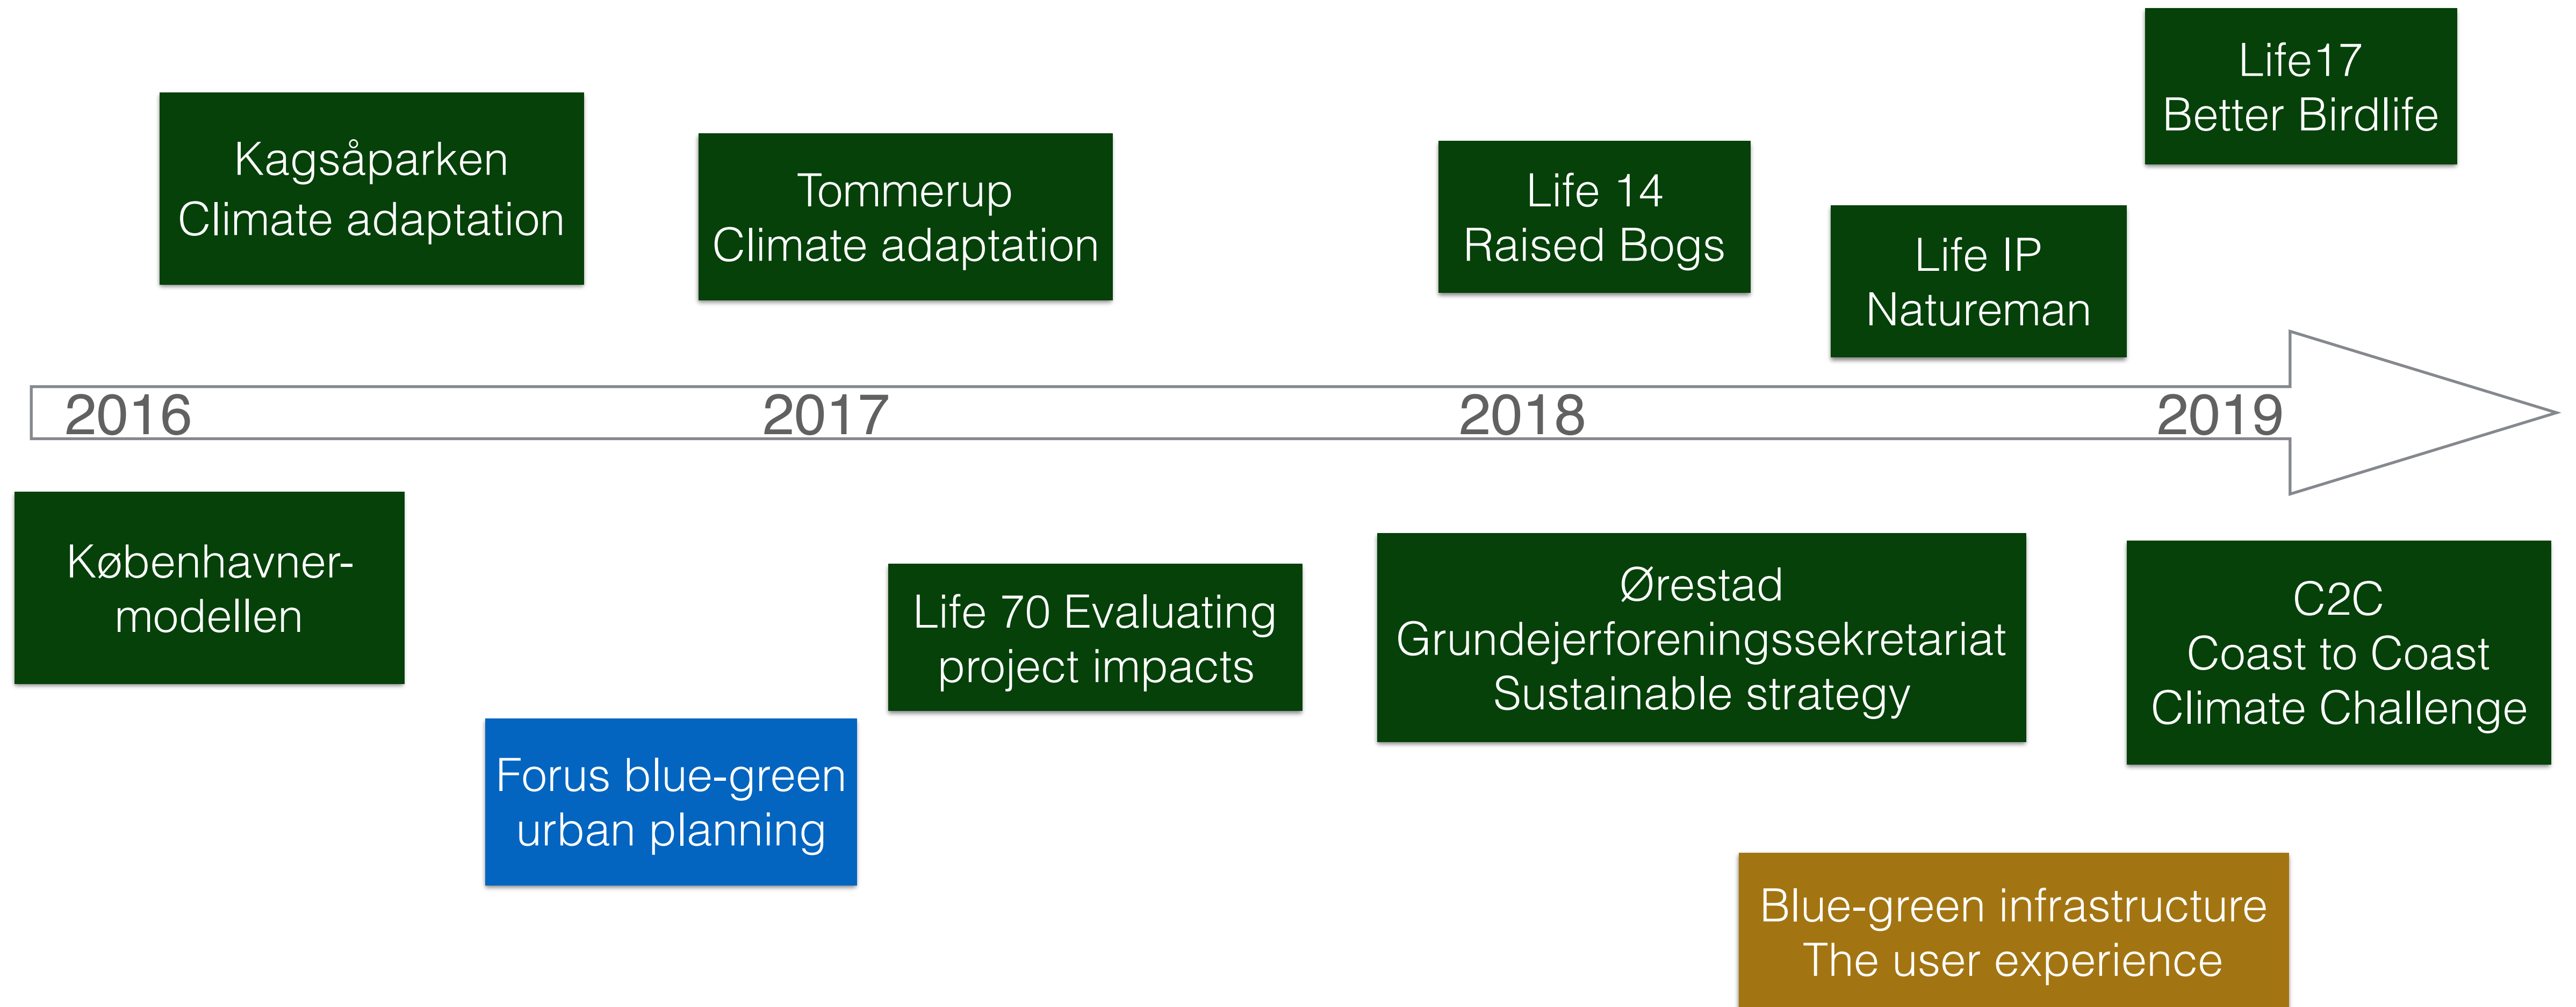 Life17
Better Birdlife
Kagsåparken
Climate adaptation
Tommerup
Climate adaptation
Life 14
Raised Bogs
Life IP
Natureman
2016
2017
2018
2019
Københavner-
modellen
Life 70 Evaluating
project impacts
Ørestad
Grundejerforeningssekretariat
Sustainable strategy
C2C
Coast to Coast
Climate Challenge
Forus blue-green
urban planning
Blue-green infrastructure
The user experience